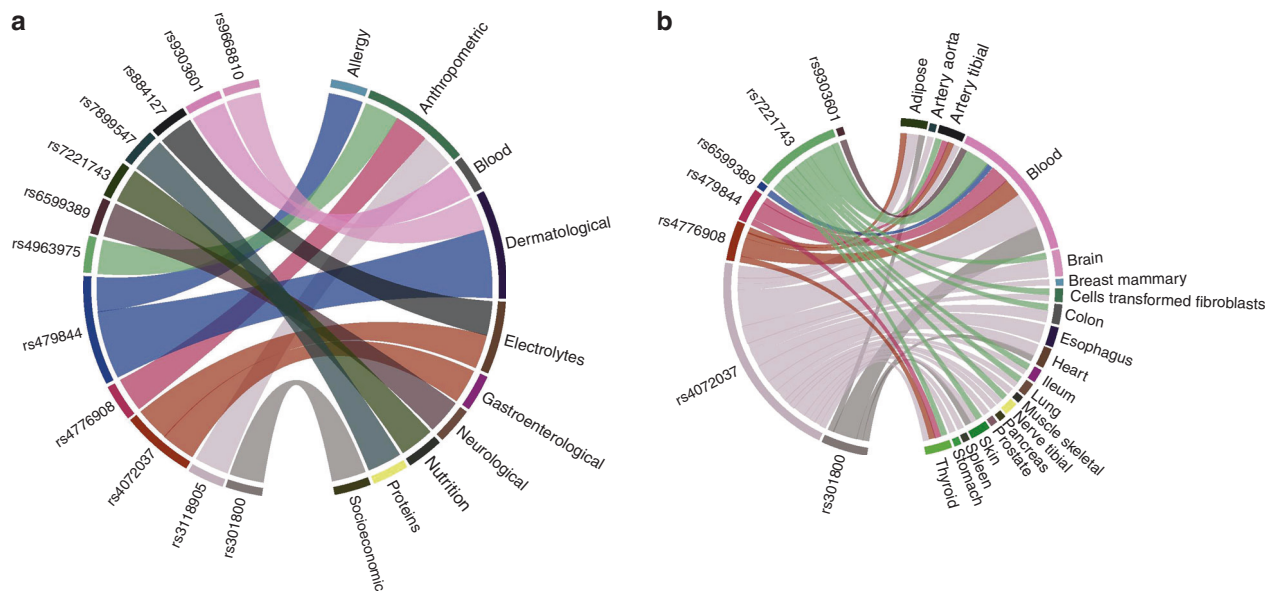 a
rs9668810
rs9303601
rs884127
rs7899547
rs7221743
rs6599389
rs4963975
rs479844
rs4776908
rs4072037
rs3118905
rs301800
Allergy
Anthropometric
Blood
Dermatological
Electrolytes
Gastroenterological
Neurological
Nutrition
Proteins
Socioeconomic
b
rs9303601
rs7221743
rs6599389
rs479844
rs4776908
rs4072037
rs301800
Adipose
Artery aorta
Artery tibial
Blood
Brain
Breast mammary
Cells transformed fibroblasts
Colon
Esophagus
Heart
Ileum
Lung
Muscle skeletal
Nerve tibial
Pancreas
Prostate
Skin
Spleen
Stomach
Thyroid